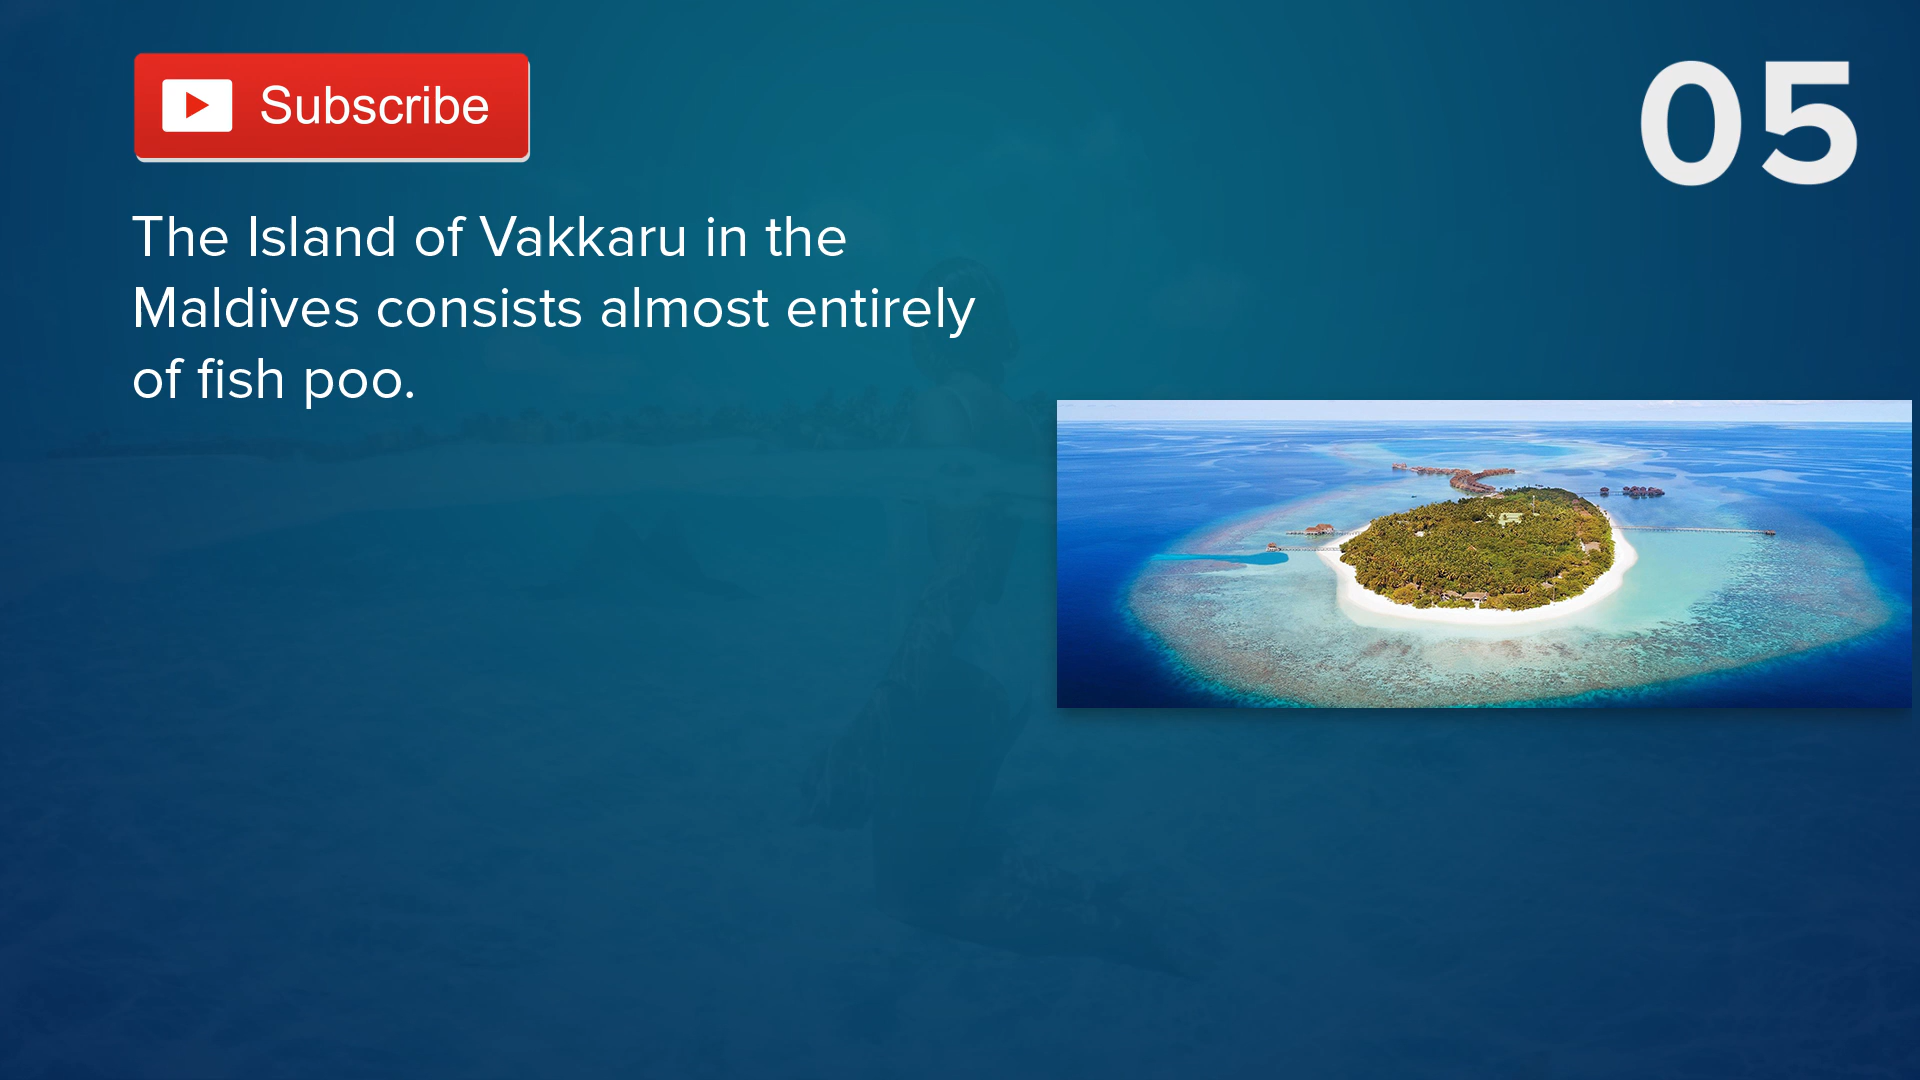 Subscribe
05
The Island of Vakkaru in the
Maldives consists almost entirely
of fish poo.